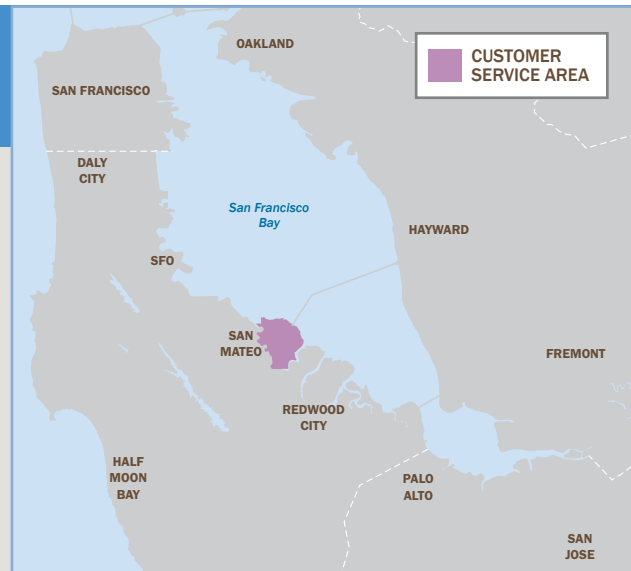 OAKLAND
CUSTOMER
SERVICE AREA
SAN FRANCISCO
DALY
CITY
San Francisco
Bay
HAYWARD
SFO
SAN
MATEO
FREMONT
REDWOOD
CITY
HALF
MOON
BAY
PALO
ALTO
SAN
JOSE